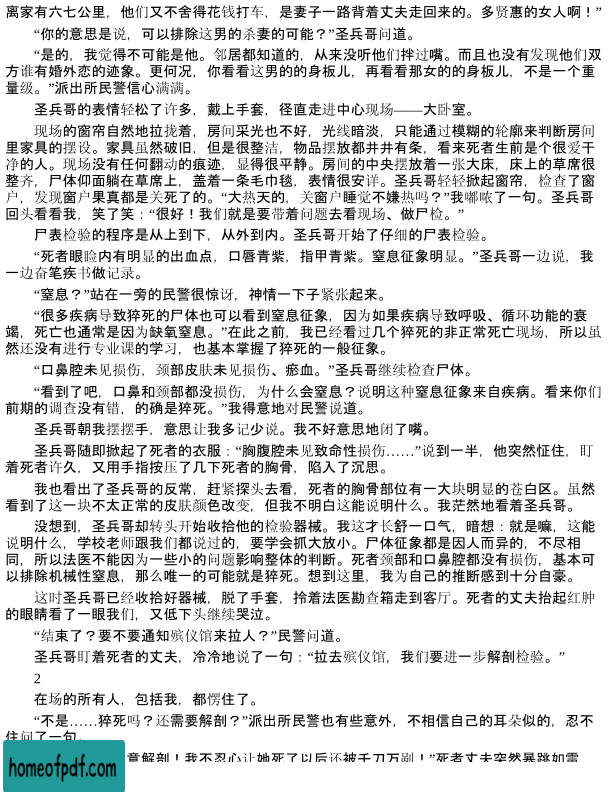 离家有六七公里，他们又不舍得花钱打车，是妻子一路背着丈夫走回来的。多贤惠的女人啊！”
“你的意思是说，可以排除这男的杀妻的可能？”圣兵哥问道。
“是的，我觉得不可能是他。邻居都知道的，从来没听他们拌过嘴。而且也没有发现他们双
方谁有婚外恋的迹象。更何况，你看看这男的的身板儿，再看看那女的的身板儿，不是一个重
量级。”派出所民警信心满满。
圣兵哥的表情轻松了许多，戴上手套，径直走进中心现场——大卧室。
现场的窗帘自然地拉拢着，房间采光也不好，光线暗淡，只能通过模糊的轮廓来判断房间
里家具的摆设。家具虽然破旧，但是很整洁，物品摆放都井井有条，看来死者生前是个很爱干
净的人。现场没有任何翻动的痕迹，显得很平静。房间的中央摆放着一张大床，床上的草席很
整齐，尸体仰面躺在草席上，盖着一条毛巾毯，表情很安详。圣兵哥轻轻掀起窗帘，检查了窗
户，发现窗户果真都是关死了的。“大热天的，关窗户睡觉不嫌热吗？”我嘟哝了一句。圣兵哥
回头看看我，笑了笑：“很好！我们就是要带着问题去看现场、做尸检。”
尸表检验的程序是从上到下，从外到内。圣兵哥开始了仔细的尸表检验。
“死者眼睑内有明显的出血点，口唇青紫，指甲青紫。窒息征象明显。”圣兵哥一边说，我
一边奋笔疾书做记录。
“窒息？”站在一旁的民警很惊讶，神情一下子紧张起来。
“很多疾病导致猝死的尸体也可以看到窒息征象，因为如果疾病导致呼吸、循环功能的衰
竭，死亡也通常是因为缺氧窒息。”在此之前，我已经看过几个猝死的非正常死亡现场，所以虽
然还没有进行专业课的学习，也基本掌握了猝死的一般征象。
“口鼻腔未见损伤，颈部皮肤未见损伤、瘀血。”圣兵哥继续检查尸体。
“看到了吧，口鼻和颈部都没损伤，为什么会窒息？说明这种窒息征象来自疾病。看来你们
前期的调查没有错，的确是猝死。”我得意地对民警说道。
圣兵哥朝我摆摆手，意思让我多记少说。我不好意思地闭了嘴。
圣兵哥随即掀起了死者的衣服：“胸腹腔未见致命性损伤……”说到一半，他突然怔住，盯
着死者许久，又用手指按压了几下死者的胸骨，陷入了沉思。
我也看出了圣兵哥的反常，赶紧探头去看，死者的胸骨部位有一大块明显的苍白区。虽然
看到了这一块不太正常的皮肤颜色改变，但我不明白这能说明什么。我茫然地看着圣兵哥。
没想到，圣兵哥却转头开始收拾他的检验器械。我这才长舒一口气，暗想：就是嘛，这能
说明什么，学校老师跟我们都说过的，要学会抓大放小。尸体征象都是因人而异的，不尽相
同，所以法医不能因为一些小的问题影响整体的判断。死者颈部和口鼻腔都没有损伤，基本可
以排除机械性窒息，那么唯一的可能就是猝死。想到这里，我为自己的推断感到十分自豪。
这时圣兵哥已经收拾好器械，脱了手套，拎着法医勘查箱走到客厅。死者的丈夫抬起红肿
的眼睛看了一眼我们，又低下头继续哭泣。
“结束了？要不要通知殡仪馆来拉人？”民警问道。
圣兵哥盯着死者的丈夫，冷冷地说了一句：“拉去殡仪馆，我们要进一步解剖检验。”
2
在场的所有人，包括我，都愣住了。
“不是……猝死吗？还需要解剖？”派出所民警也有些意外，不相信自己的耳朵似的，忍不
住问了一句。
意解剖！我不忍心让她死了以后还被千刀万剐！”死者丈夫突然暴跳如雷
homeofpdf.com